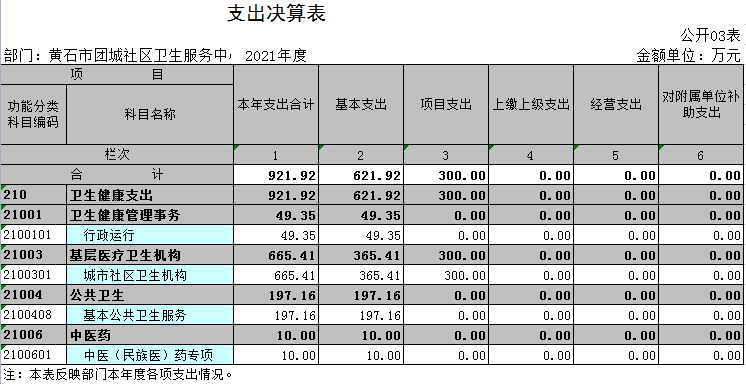 支出决算表
公开03表
部门：黄石市团城社区卫生服务中 2021年度 金额单位：万元
项 目 本年支出合计 基本支出 项目支出 上缴上级支出 经营支出 对附属单位补助支出
功能分类科目编码 科目名称
栏次 1 2 3 4 5 6
合 计 921.92 621.92 300.00 0.00 0.00 0.00
210 卫生健康支出 921.92 621.92 300.00 0.00 0.00 0.00
21001 卫生健康管理事务 49.35 49.35 0.00 0.00 0.00 0.00
2100101 行政运行 49.35 49.35 0.00 0.00 0.00 0.00
21003 基层医疗卫生机构 665.41 365.41 300.00 0.00 0.00 0.00
2100301 城市社区卫生机构 665.41 365.41 300.00 0.00 0.00 0.00
21004 公共卫生 197.16 197.16 0.00 0.00 0.00 0.00
2100408 基本公共卫生服务 197.16 197.16 0.00 0.00 0.00 0.00
21006 中医药 10.00 10.00 0.00 0.00 0.00 0.00
2100601 中医（民族医）药专项 10.00 10.00 0.00 0.00 0.00 0.00
注：本表反映部门本年度各项支出情况。